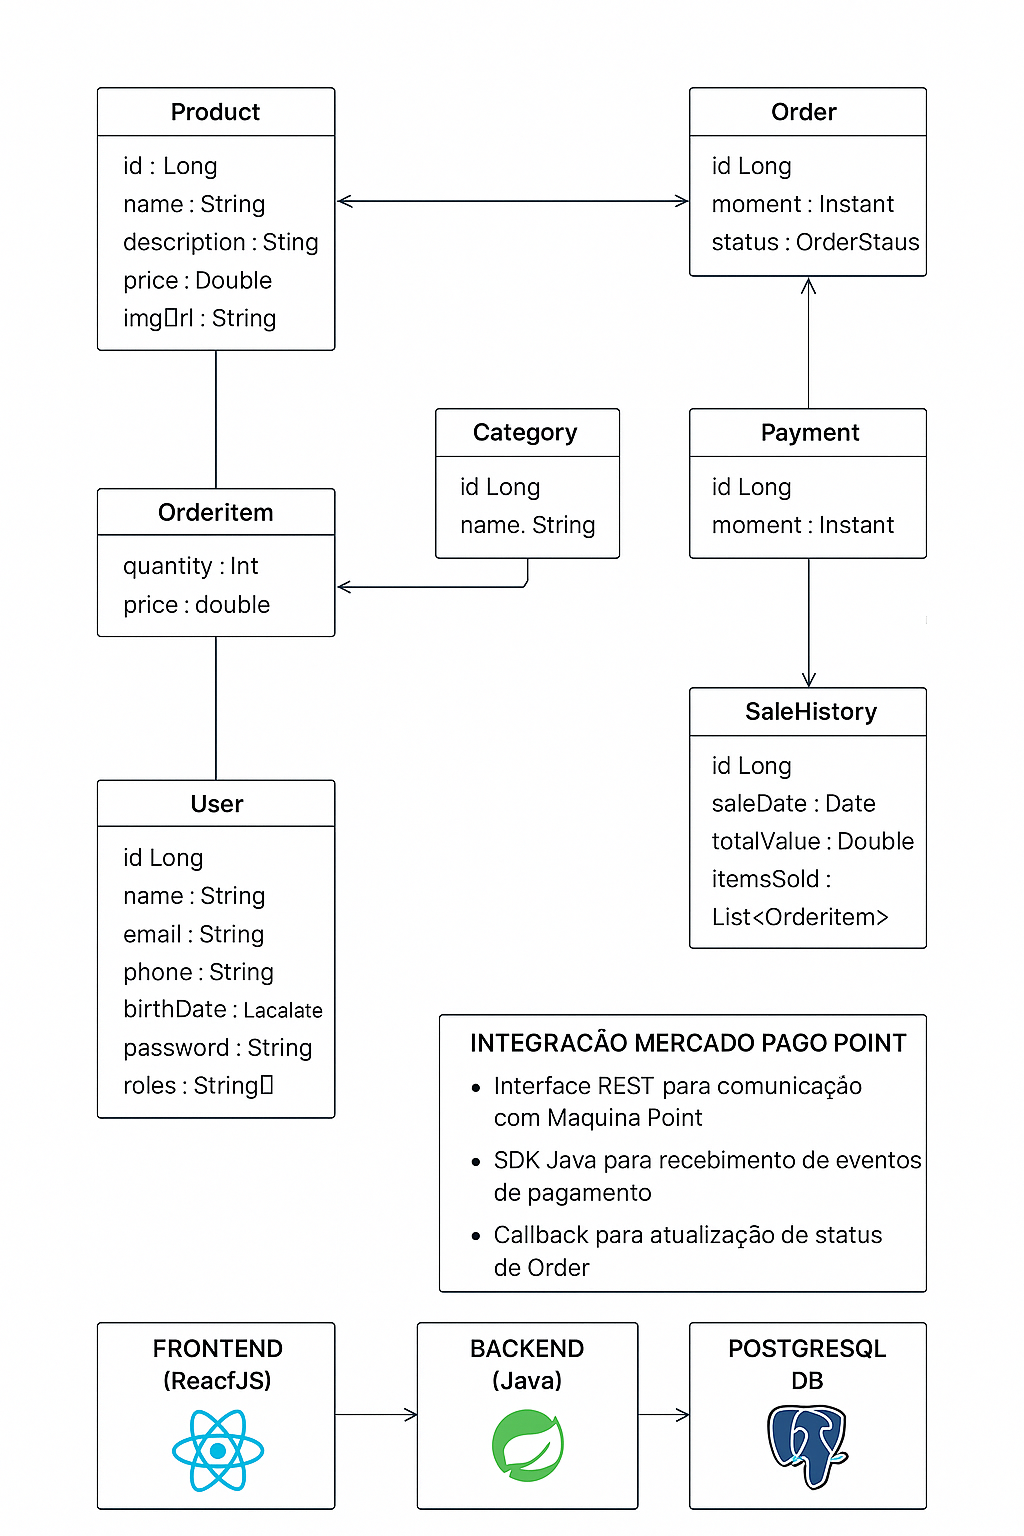 Product
id : Long
name : String
description : Sting
price : Double
img▯rl : String
Order
id Long
moment : Instant
status : OrderStaus
Category
id Long
name. String
Payment
id Long
moment : Instant
Orderitem
quantity : Int
price : double
SaleHistory
id Long
saleDate : Date
totalValue : Double
itemsSold :
List<Orderitem>
User
id Long
name : String
email : String
phone : String
birthDate : Lacalate
password : String
roles : String▯
INTEGRACÃO MERCADO PAGO POINT
• Interface REST para comunicação
com Maquina Point
• SDK Java para recebimento de eventos
de pagamento
• Callback para atualização de status
de Order
FRONTEND
(ReacfJS)
BACKEND
(Java)
POSTGRESQL
DB